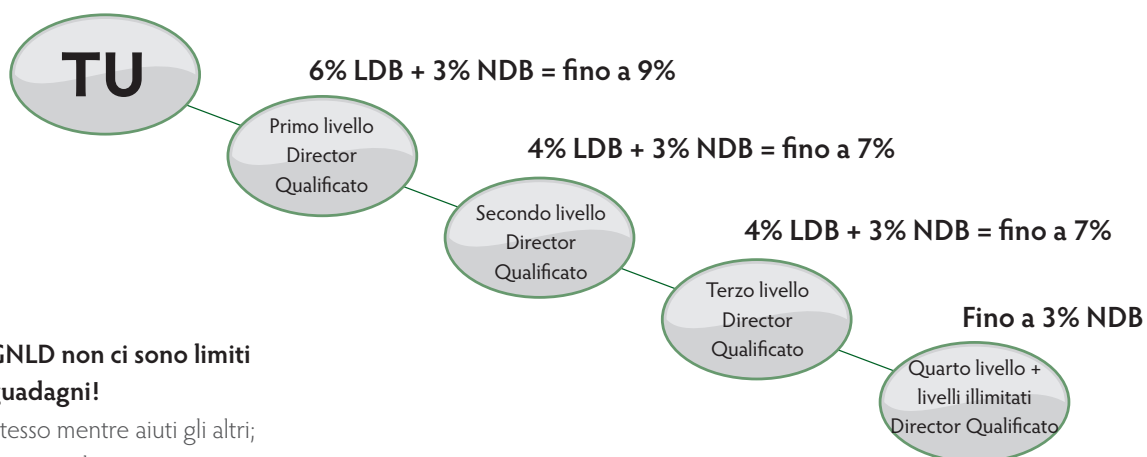 TU
6% LDB + 3% NDB = fino a 9%
Primo livello
Director
Qualificato
4% LDB + 3% NDB = fino a 7%
Secondo livello
Director
Qualificato
4% LDB + 3% NDB = fino a 7%
Terzo livello
Director
Qualificato
Fino a 3% NDB
Quarto livello +
livelli illimitati
Director Qualificato
GNLD non ci sono limiti
guadagni!
tesso mentre aiuti gli altri;